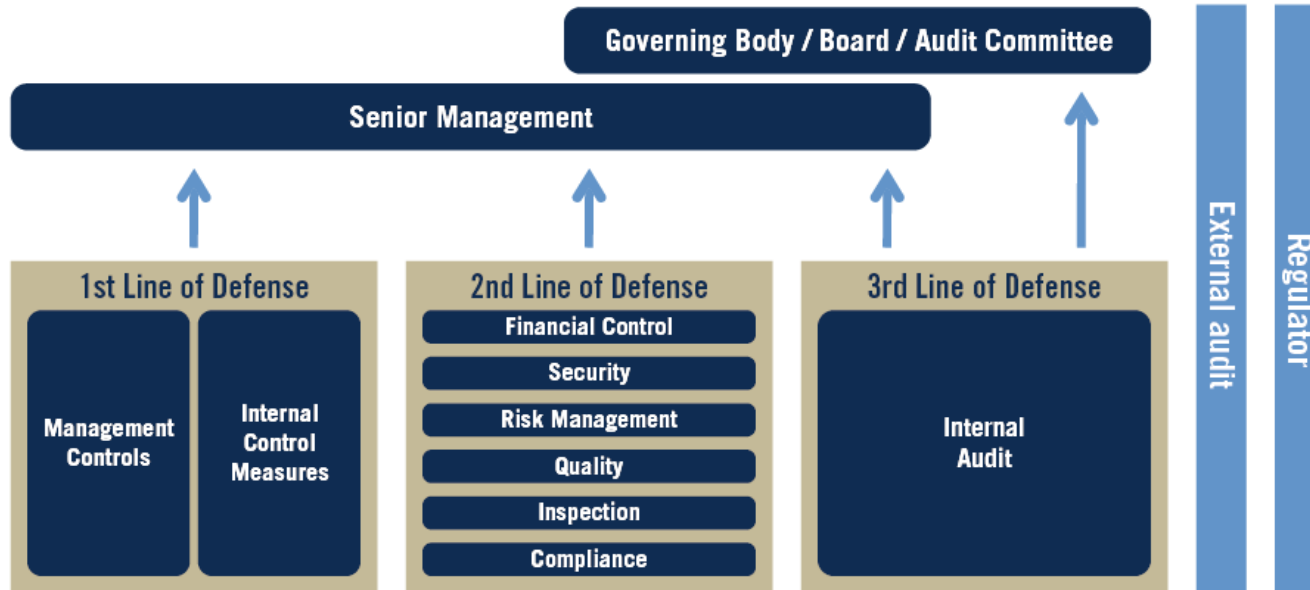 Governing Body / Board / Audit Committee
Senior Management
1st Line of Defense
Management
Controls
Internal
Control
Measures
2nd Line of Defense
Financial Control
Security
Risk Management
Quality
Inspection
Compliance
3rd Line of Defense
Internal
Audit
External audit
Regulator